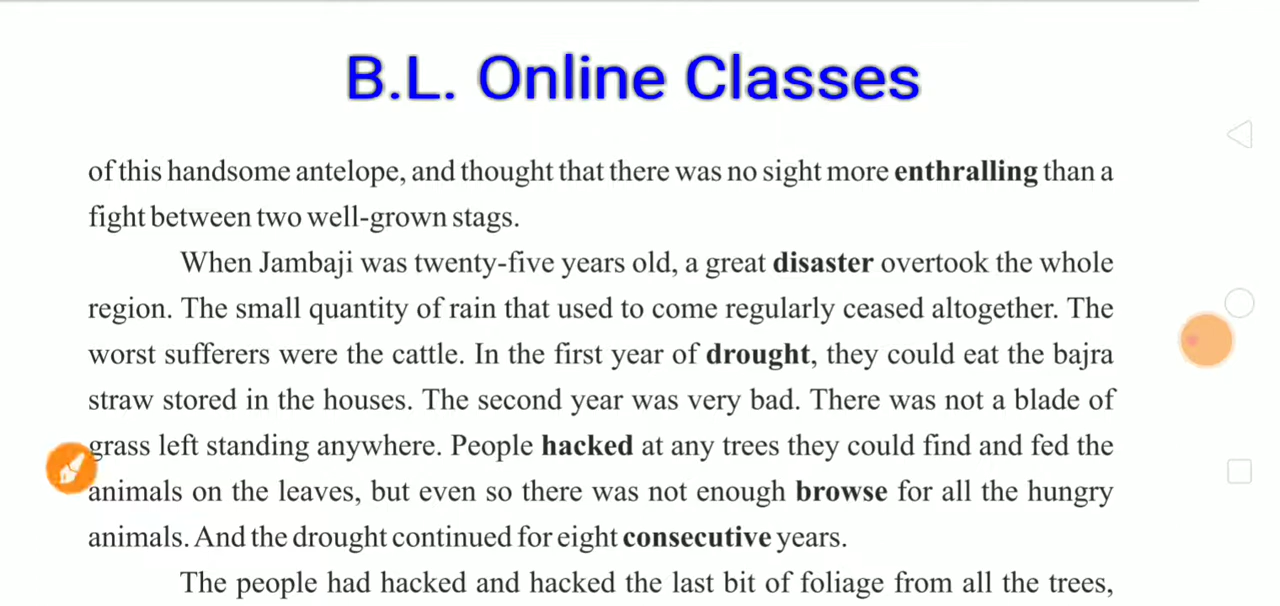 B.L. Online Classes
of this handsome antelope, and thought that there was no sight more enthralling than a
fight between two well-grown stags.
When Jambaji was twenty-five years old, a great disaster overtook the whole
region. The small quantity of rain that used to come regularly ceased altogether. The
worst sufferers were the cattle. In the first year of drought, they could eat the bajra
straw stored in the houses. The second year was very bad. There was not a blade of
grass left standing anywhere. People hacked at any trees they could find and fed the
animals on the leaves, but even so there was not enough browse for all the hungry
animals. And the drought continued for eight consecutive years.
The people had hacked and hacked the last bit of foliage from all the trees,